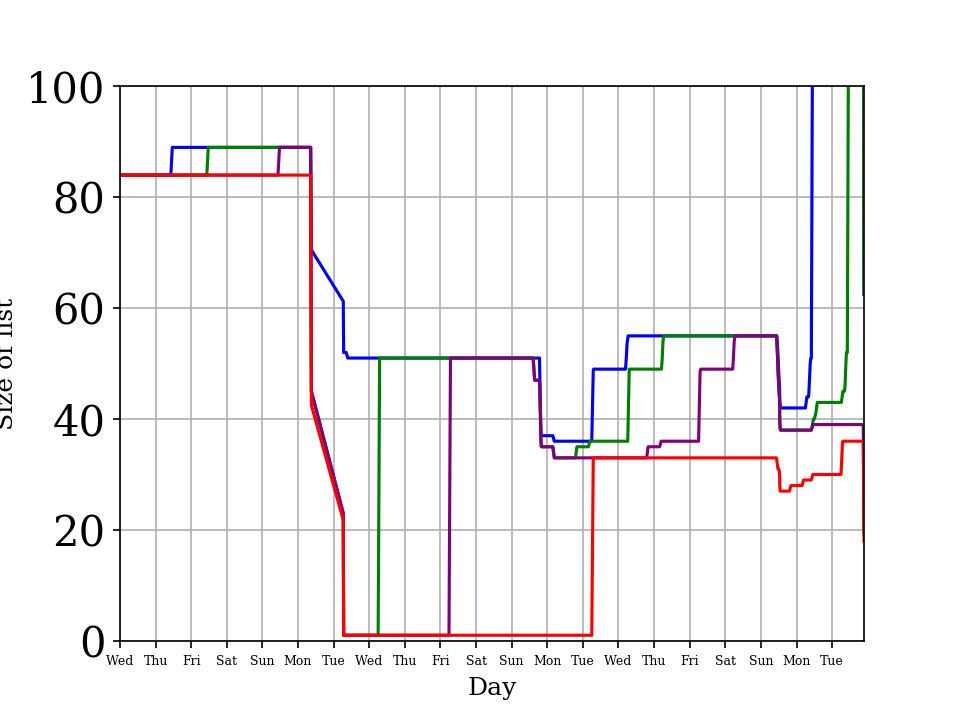 100
80
60
40
20
0
Size of list
Wed Thu Fri Sat Sun Mon Tue Wed Thu Fri Sat Sun Mon Tue Wed Thu Fri Sat Sun Mon Tue
Day